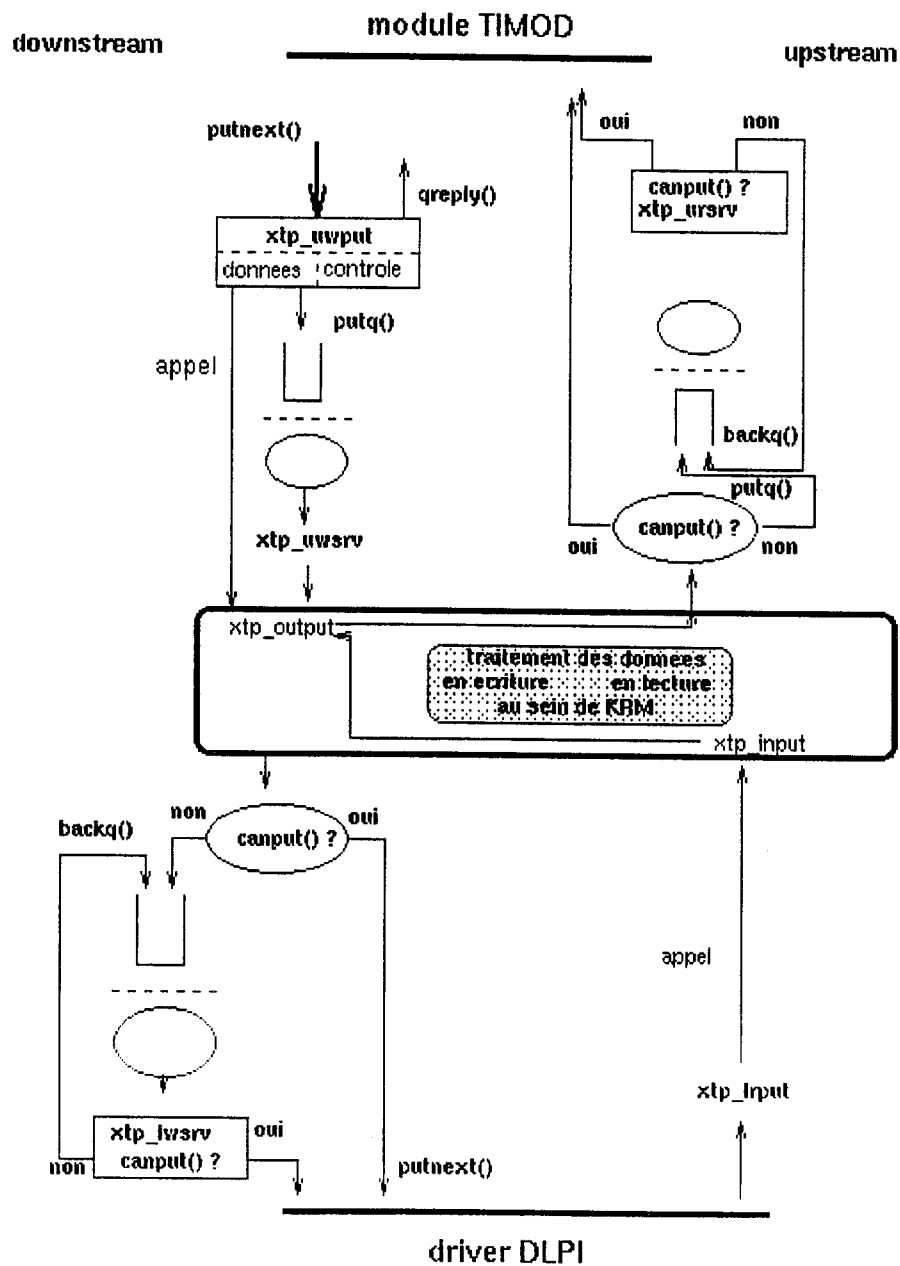 module TIMOD
downstream
upstream
putnext()
qreply()
oui
non
canput() ?
xtp_ursrv
xtp_uwput
donnees
controle
putq()
appel
backq()
putq()
xtp_uwsrv
canput() ?
oui
non
xtp_output
traitement des donnees
en ecriture en lecture
au sein de KRM
xtp_input
backq()
non
oui
canput() ?
appel
xtp_input
xtp_lwsrv
canput() ?
oui
non
putnext()
driver DLPI